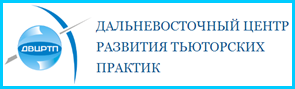 ДВЦРТП
ДАЛЬНЕВОСТОЧНЫЙ ЦЕНТР
РАЗВИТИЯ ТЬЮТОРСКИХ
ПРАКТИК